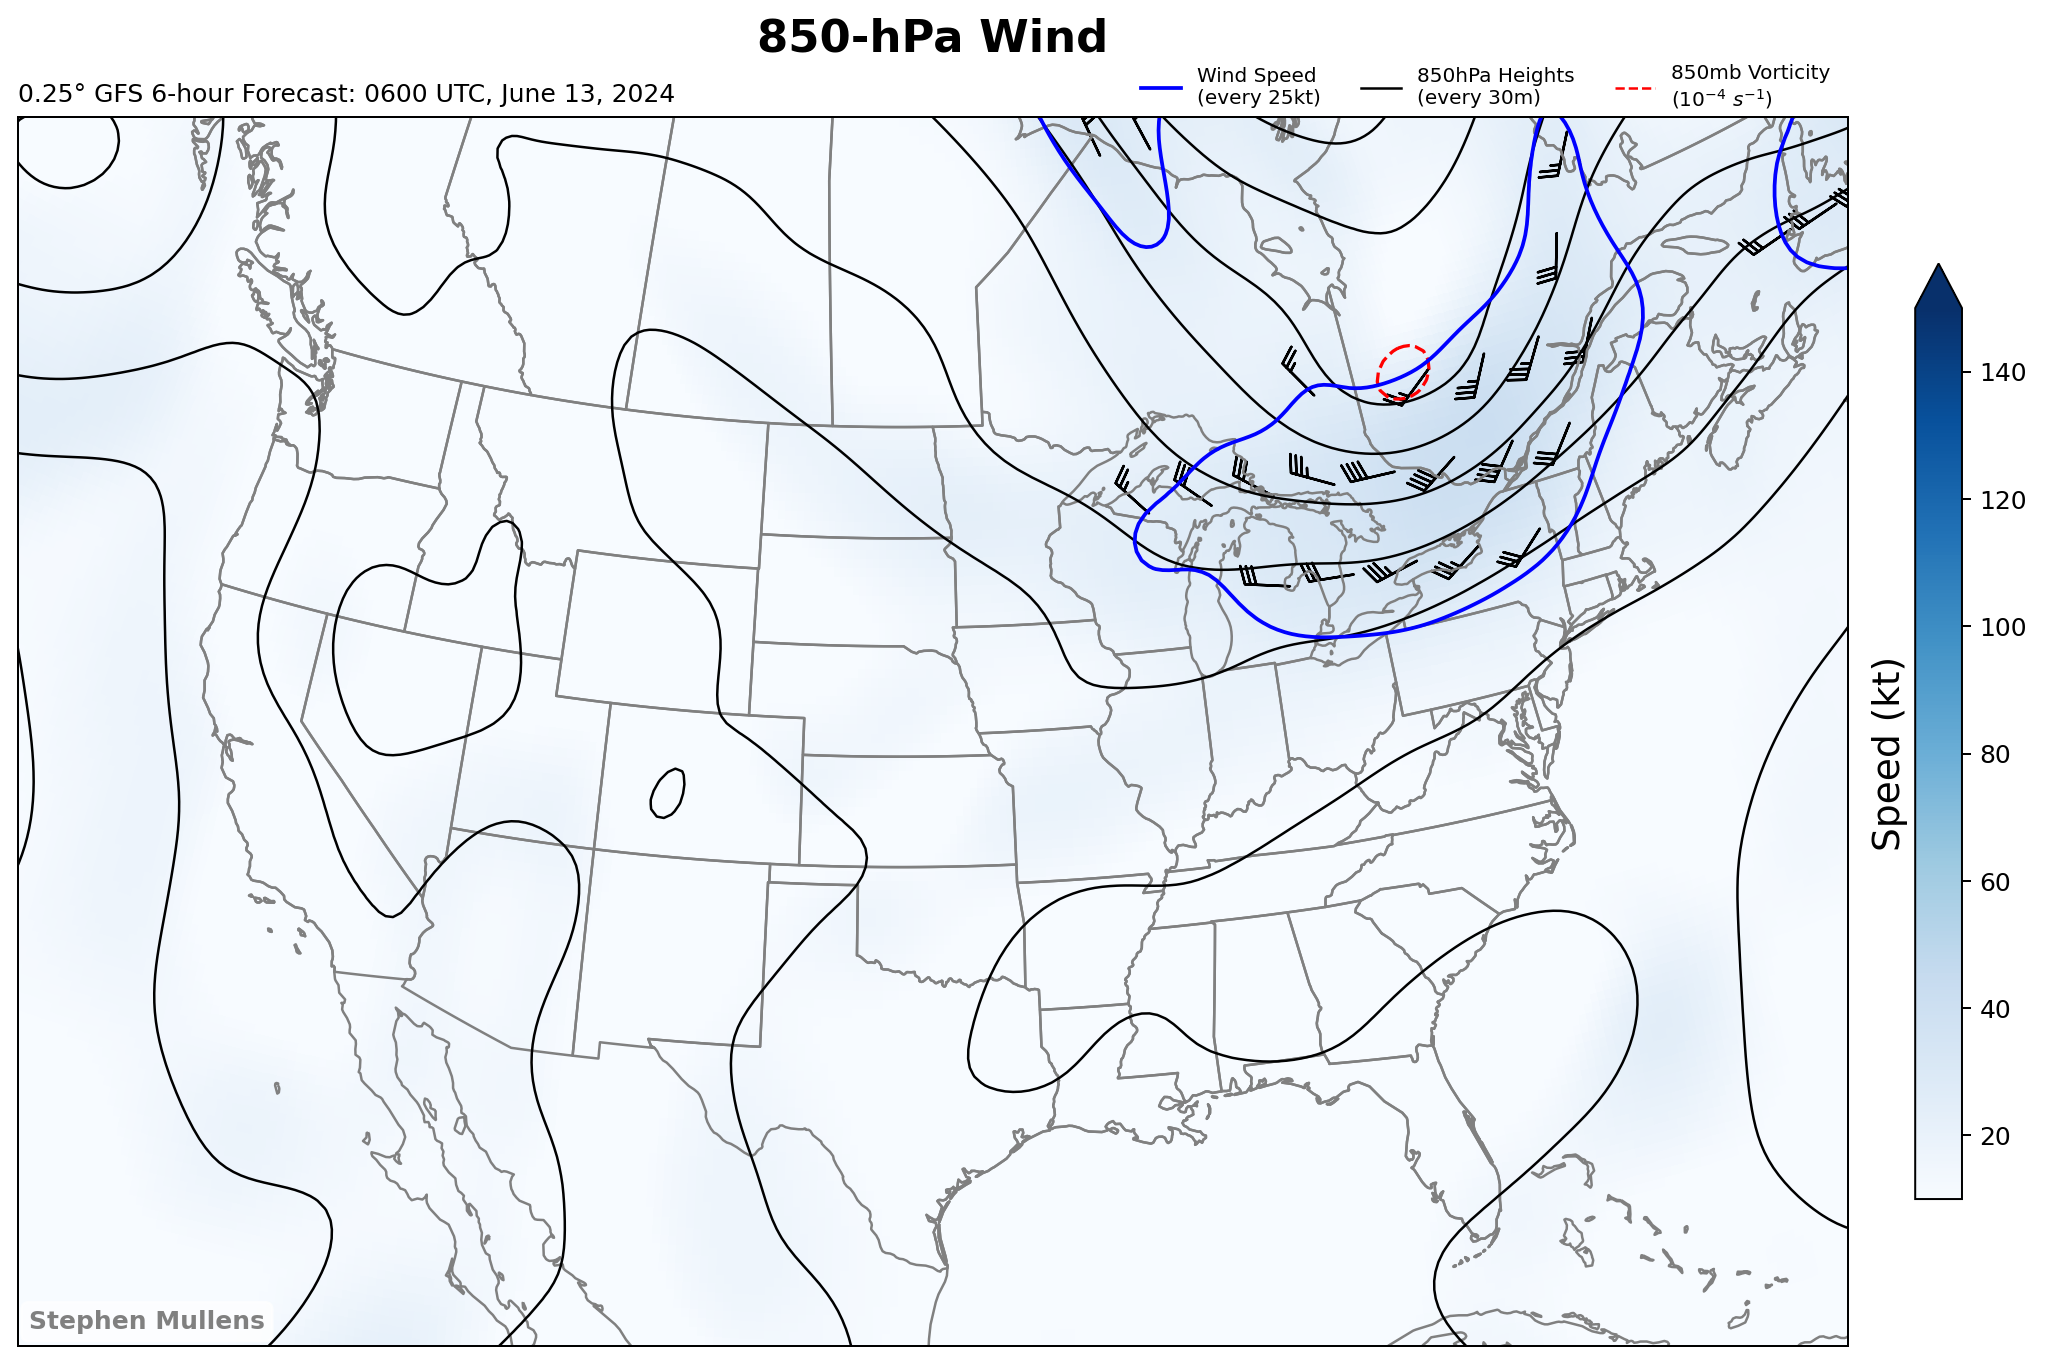 850-hPa Wind
0.25° GFS 6-hour Forecast: 0600 UTC, June 13, 2024
Wind Speed
(every 25kt)
850hPa Heights
(every 30m)
850mb Vorticity
(10⁻⁴ s⁻¹)
140
120
100
80
60
40
20
Speed (kt)
Stephen Mullens